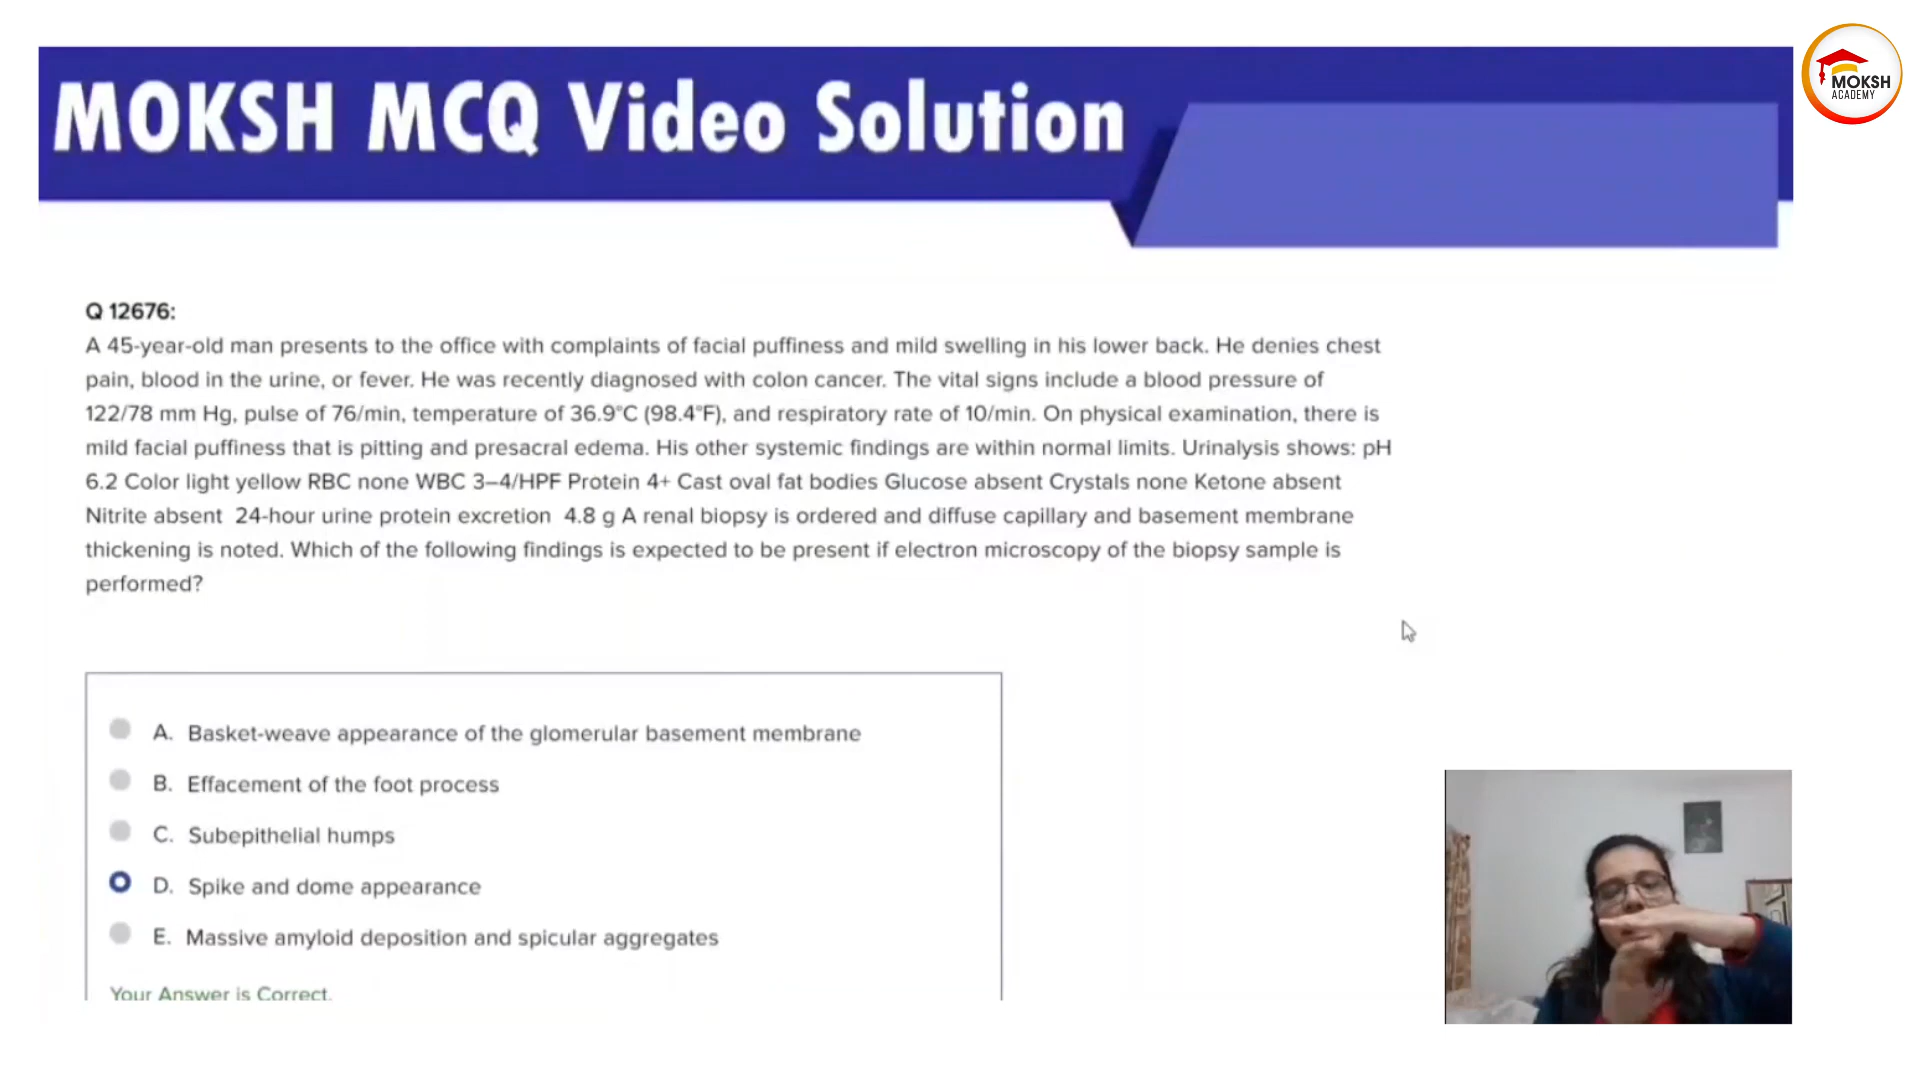 MOKSH MCQ Video Solution
MOKSH
ACADEMY
Q 12676:
A 45-year-old man presents to the office with complaints of facial puffiness and mild swelling in his lower back. He denies chest
pain, blood in the urine, or fever. He was recently diagnosed with colon cancer. The vital signs include a blood pressure of
122/78 mm Hg, pulse of 76/min, temperature of 36.9°C (98.4°F), and respiratory rate of 10/min. On physical examination, there is
mild facial puffiness that is pitting and presacral edema. His other systemic findings are within normal limits. Urinalysis shows: pH
6.2 Color light yellow RBC none WBC 3–4/HPF Protein 4+ Cast oval fat bodies Glucose absent Crystals none Ketone absent
Nitrite absent  24-hour urine protein excretion  4.8 g A renal biopsy is ordered and diffuse capillary and basement membrane
thickening is noted. Which of the following findings is expected to be present if electron microscopy of the biopsy sample is
performed?
A. Basket-weave appearance of the glomerular basement membrane
B. Effacement of the foot process
C. Subepithelial humps
D. Spike and dome appearance
E. Massive amyloid deposition and spicular aggregates
Your Answer is Correct.